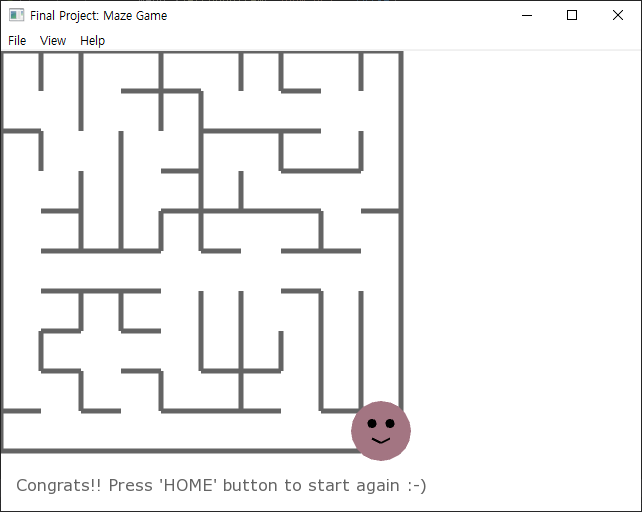 Final Project: Maze Game
File View Help
Congrats!! Press 'HOME' button to start again :-)